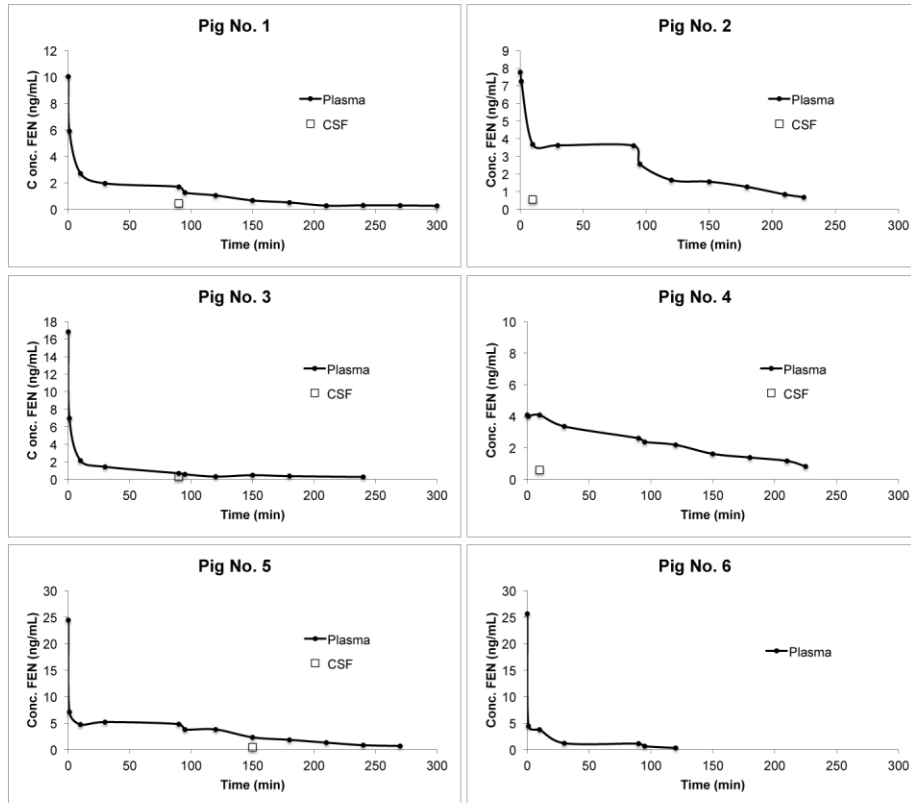 Pig No. 1
C onc. FEN (ng/mL)
12
10
8
6
4
2
0
0 50 100 150 200 250 300
Time (min)
Plasma
CSF
Pig No. 2
Conc. FEN (ng/mL)
9
8
7
6
5
4
3
2
1
0
0 50 100 150 200 250 300
Time (min)
Plasma
CSF
Pig No. 3
C onc. FEN (ng/mL)
18
16
14
12
10
8
6
4
2
0
0 50 100 150 200 250 300
Time (min)
Plasma
CSF
Pig No. 4
Conc. FEN (ng/mL)
10
8
6
4
2
0
0 50 100 150 200 250 300
Time (min)
Plasma
CSF
Pig No. 5
Conc. FEN (ng/mL)
30
25
20
15
10
5
0
0 50 100 150 200 250 300
Time (min)
Plasma
CSF
Pig No. 6
Conc. FEN (ng/mL)
30
25
20
15
10
5
0
0 50 100 150 200 250 300
Time (min)
Plasma